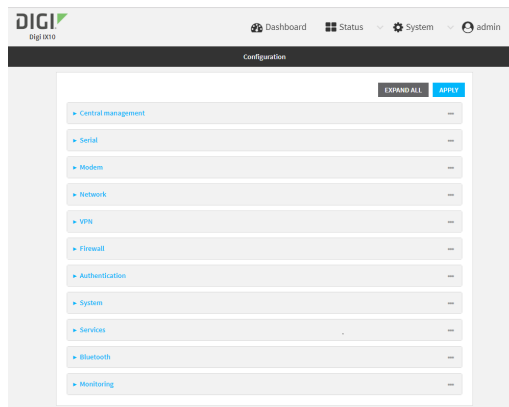 DIGI
Digi IX10
Dashboard Status System admin
Configuration
EXPAND ALL APPLY
Central management
Serial
Modem
Network
VPN
Firewall
Authentication
System
Services
Bluetooth
Monitoring